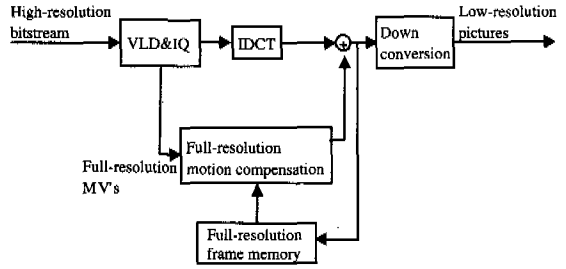 High-resolution
bitstream
VLD&IQ
IDCT
+
Down
conversion
Low-resolution
pictures
Full-resolution
MV's
Full-resolution
motion compensation
Full-resolution
frame memory